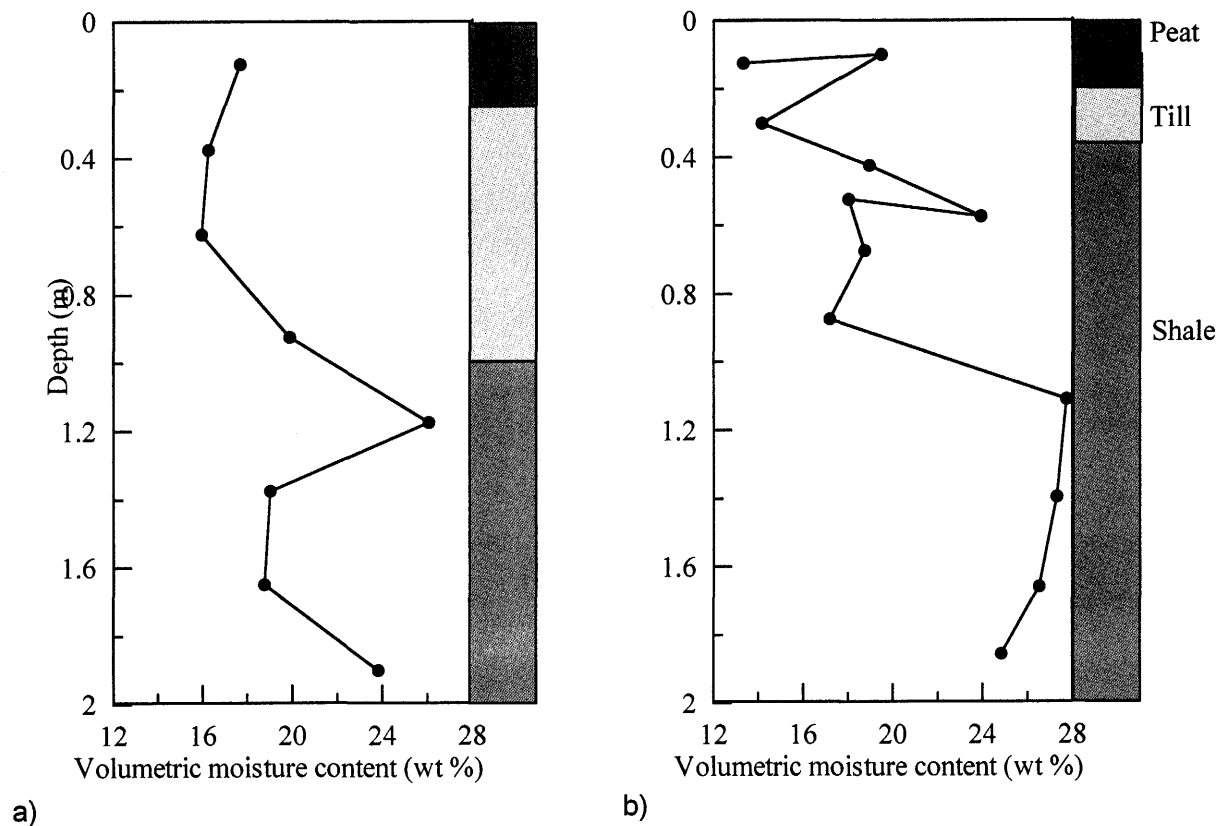 0
0.4
0.8
1.2
1.6
2
Depth (m)
12 16 20 24 28
Volumetric moisture content (wt %)
a)
0
0.4
0.8
1.2
1.6
2
12 16 20 24 28
Volumetric moisture content (wt %)
b)
Peat
Till
Shale